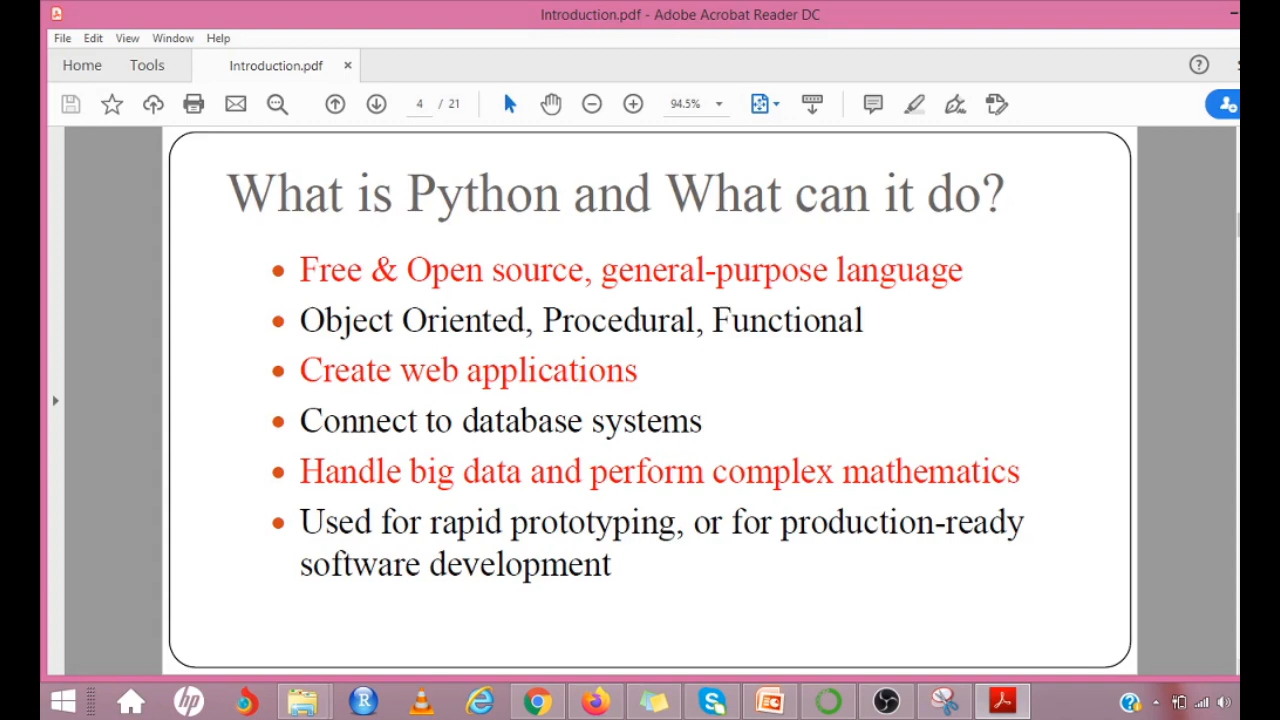 Introduction.pdf - Adobe Acrobat Reader DC
File Edit View Window Help
Home Tools Introduction.pdf ×
4 / 21 94.5%
What is Python and What can it do?
• Free & Open source, general-purpose language
• Object Oriented, Procedural, Functional
• Create web applications
• Connect to database systems
• Handle big data and perform complex mathematics
• Used for rapid prototyping, or for production-ready
software development